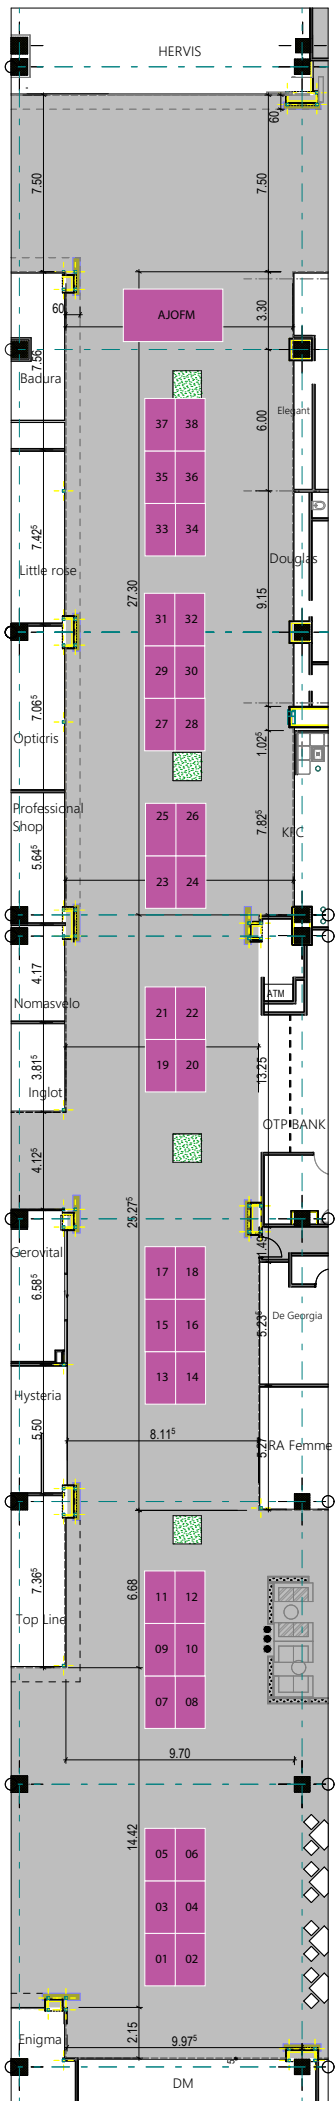 HERVIS
7.50
7.50
60
60
AJOFM
3.30
7.56
Badura
Elegant
37 38
6.00
35 36
33 34
7.42⁵
Little rose
Douglas
27.30
9.15
31 32
29 30
27 28
7.06⁵
Opticris
1.02⁵
25 26
Professional
Shop
7.82⁵
KFC
5.64⁵
23 24
4.17
Nomasvelo
ATM
21 22
3.81⁵
19 20
13.25
Inglot
OTP BANK
4.12⁵
25.27⁵
1.49⁵
Gerovital
17 18
6.58⁵
De Georgia
5.23⁵
15 16
13 14
Hysteria
5.50
8.11⁵
5.27
RA Femme
7.36⁵
Top Line
6.68
11 12
09 10
07 08
9.70
14.42
05 06
03 04
01 02
Enigma
2.15
9.97⁵
5
DM